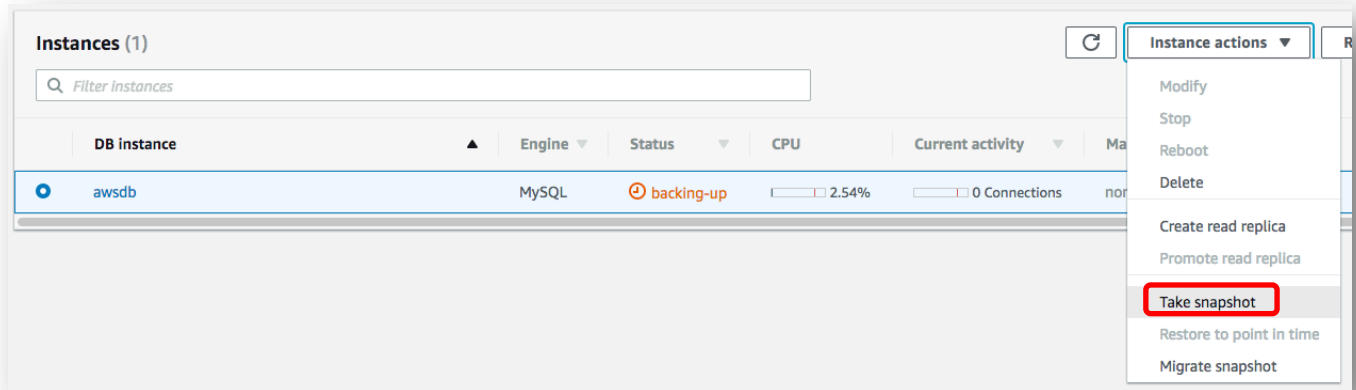 Instances (1)
Instance actions ▼
R
Filter instances
Modify
Stop
DB instance ▲ Engine Status CPU Current activity Ma
Reboot
awsdb MySQL backing-up 2.54% 0 Connections nor
Delete
Create read replica
Promote read replica
Take snapshot
Restore to point in time
Migrate snapshot